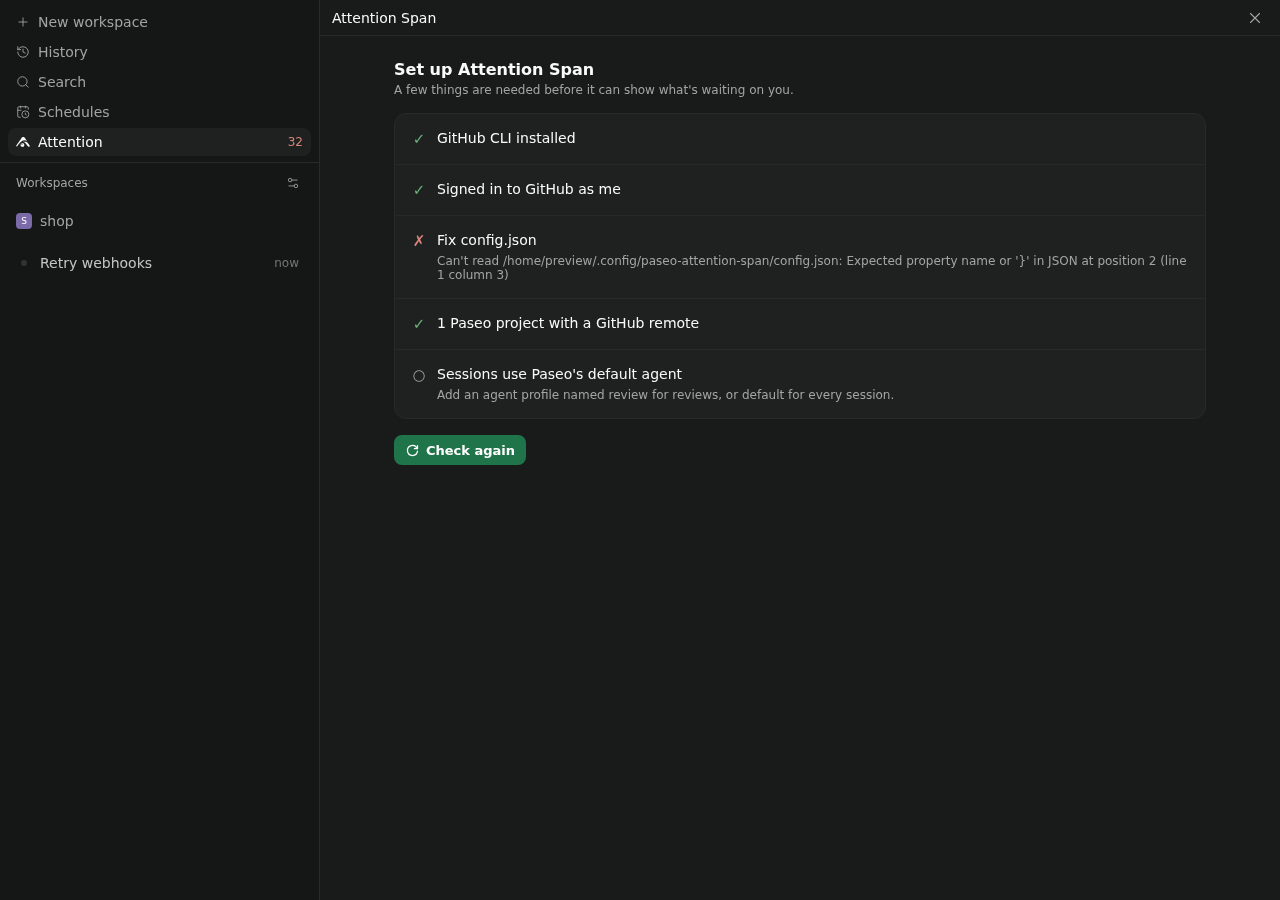 New workspace
History
Search
Schedules
Attention 32
Workspaces
S shop
Retry webhooks now
Attention Span
Set up Attention Span
A few things are needed before it can show what's waiting on you.
✓ GitHub CLI installed
✓ Signed in to GitHub as me
✗ Fix config.json
Can't read /home/preview/.config/paseo-attention-span/config.json: Expected property name or '}' in JSON at position 2 (line
1 column 3)
✓ 1 Paseo project with a GitHub remote
○ Sessions use Paseo's default agent
Add an agent profile named review for reviews, or default for every session.
Check again